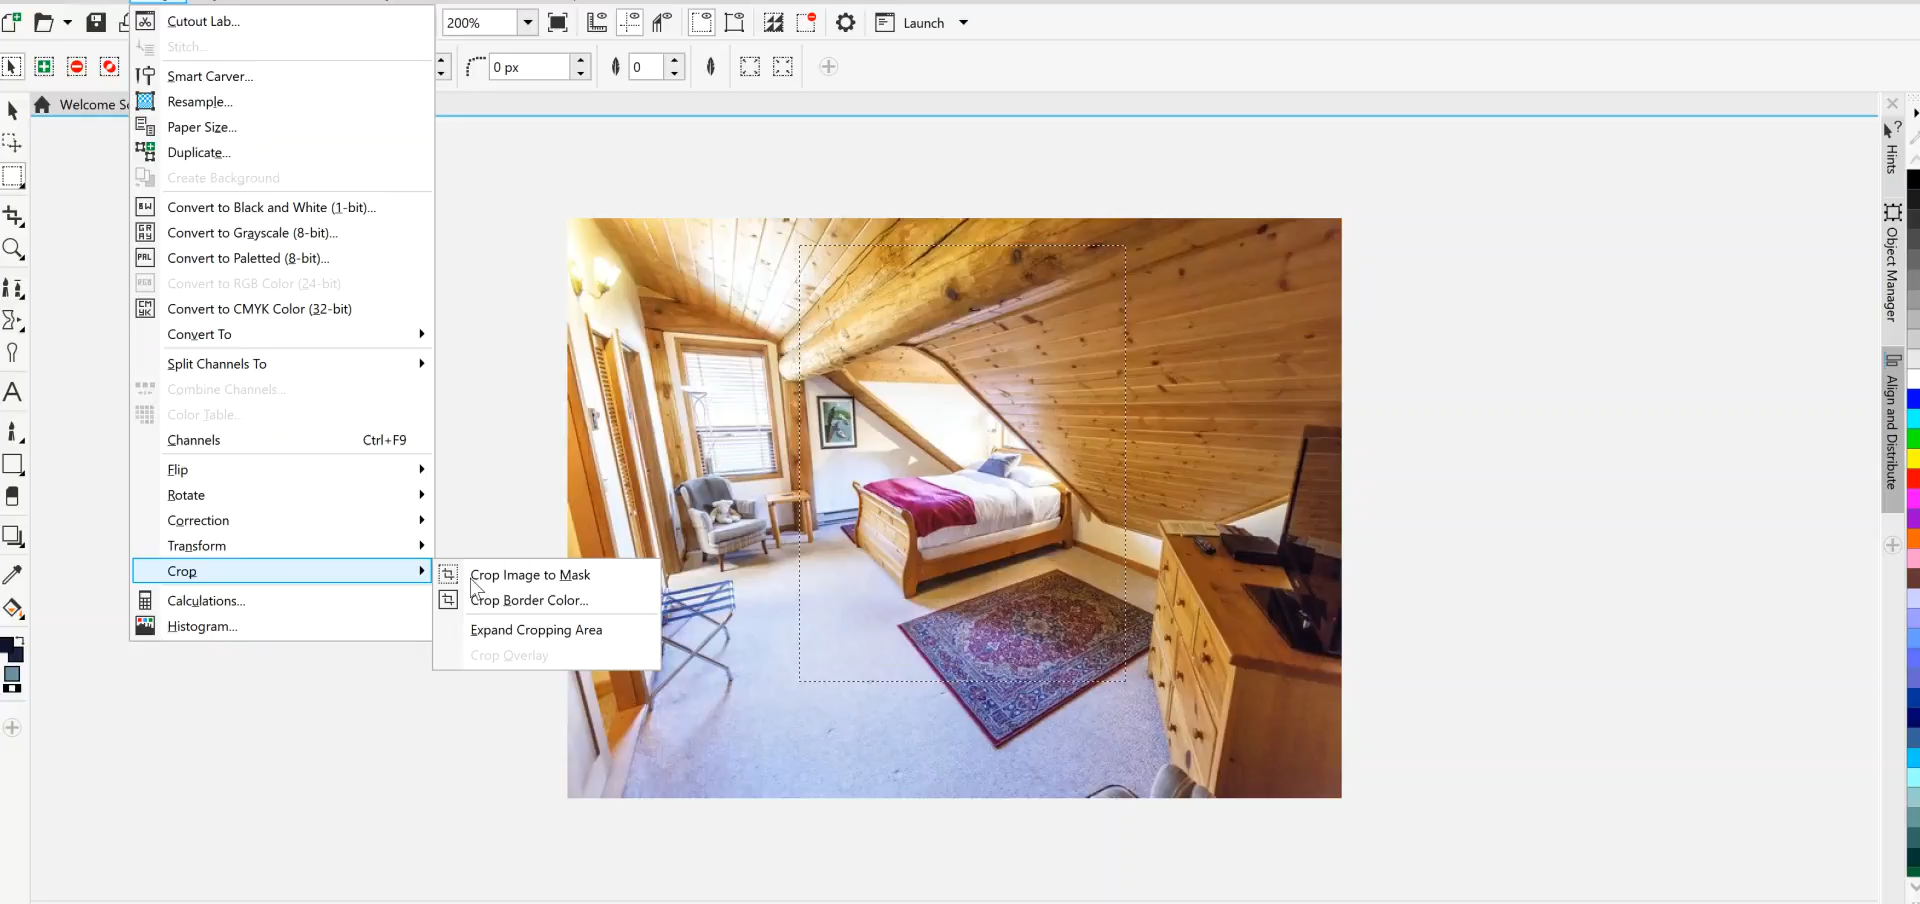 Cutout Lab...
200%
Launch
Stitch...
0 px
0
Smart Carver...
Resample...
Welcome Sc
Paper Size...
Duplicate...
Hints
Create Background
Convert to Black and White (1-bit)...
Convert to Grayscale (8-bit)...
Object Manager
Convert to Paletted (8-bit)...
Convert to RGB Color (24-bit)
Convert to CMYK Color (32-bit)
Convert To
Split Channels To
Combine Channels...
Align and Distribute
Color Table...
Channels Ctrl+F9
Flip
Rotate
Correction
Transform
Crop
Crop Image to Mask
Calculations...
Crop Border Color...
Histogram...
Expand Cropping Area
Crop Overlay